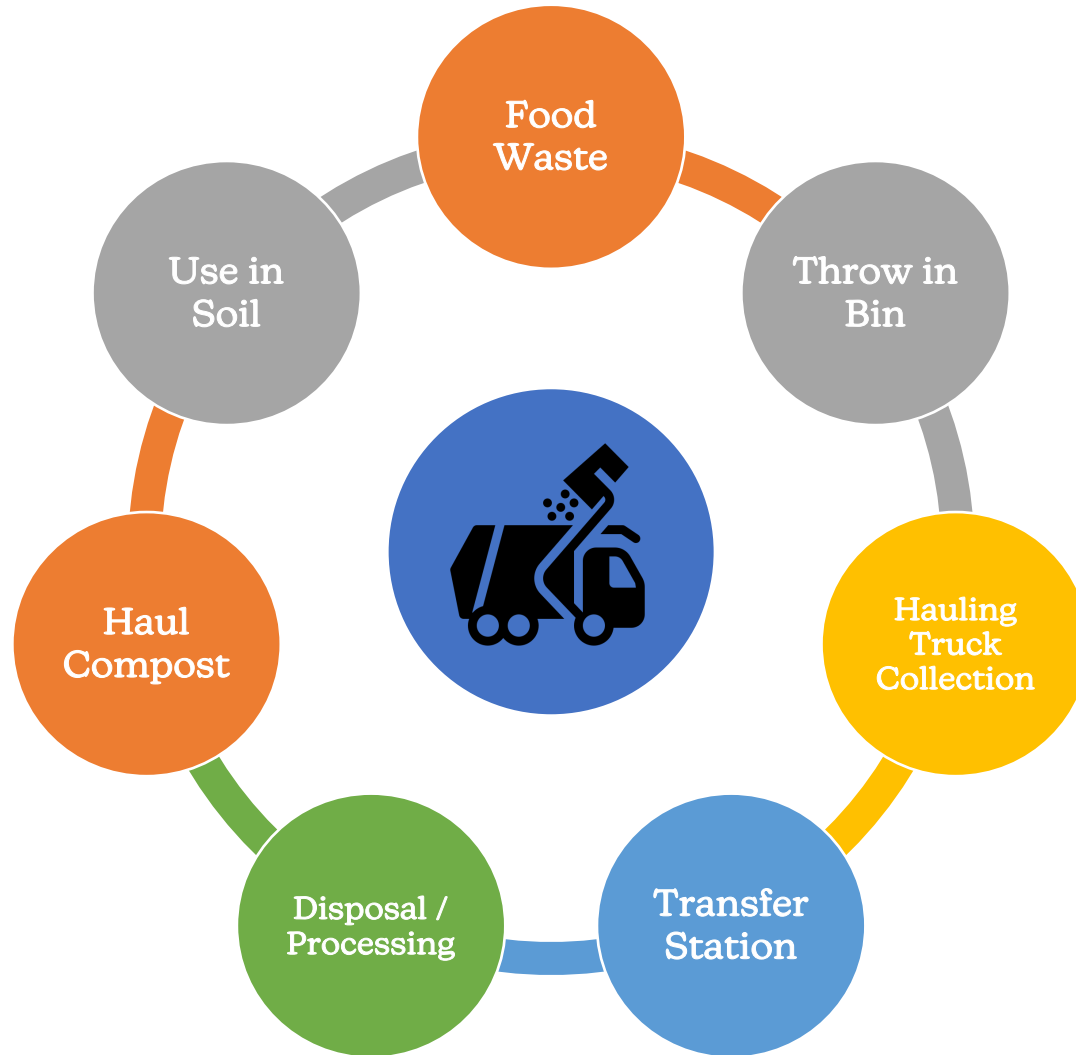 Food
Waste
Throw in
Bin
Hauling
Truck
Collection
Transfer
Station
Disposal /
Processing
Haul
Compost
Use in
Soil